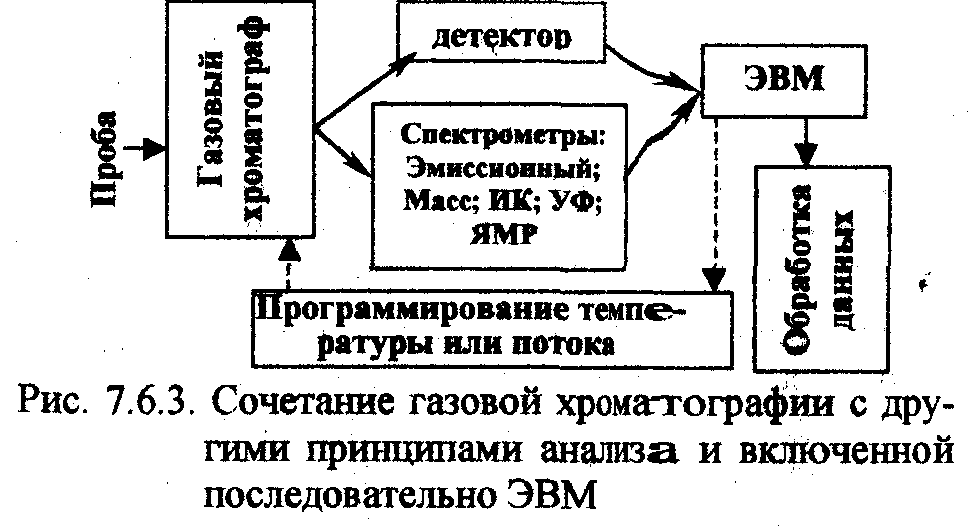 Проба
Газовый
хроматограф
детектор
Спектрометры:
Эмиссионный;
Масс; ИК; УФ;
ЯМР
ЭВМ
Обработка
данных
Программирование темпе-
ратуры или потока
Рис. 7.6.3. Сочетание газовой хроматографии с дру-
гими принципами анализа и включенной
последовательно ЭВМ